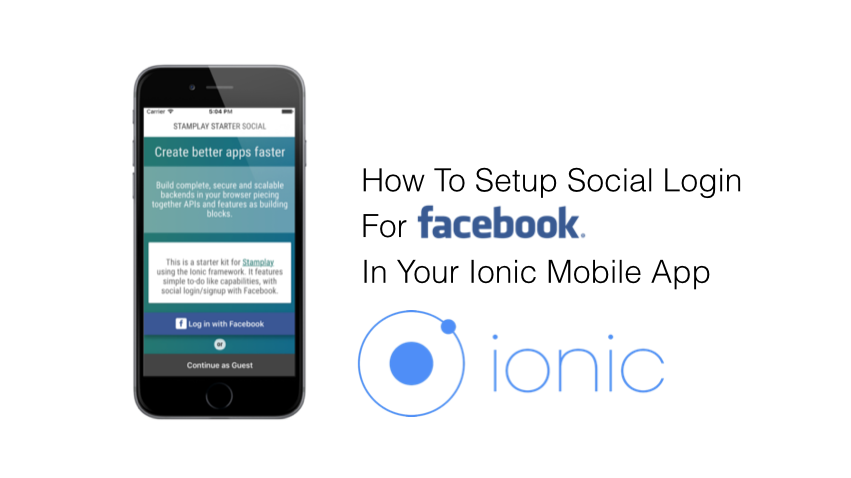 Carrier 5:04 PM
STAMPLAY STARTER SOCIAL
Create better apps faster
Build complete, secure and scalable
backends in your browser piecing
together APIs and features as building
blocks.
This is a starter kit for Stamplay
using the Ionic framework. It features
simple to-do like capabilities, with
social login/signup with Facebook.
f Log in with Facebook
or
Continue as Guest
How To Setup Social Login
For facebook.
In Your Ionic Mobile App
ionic